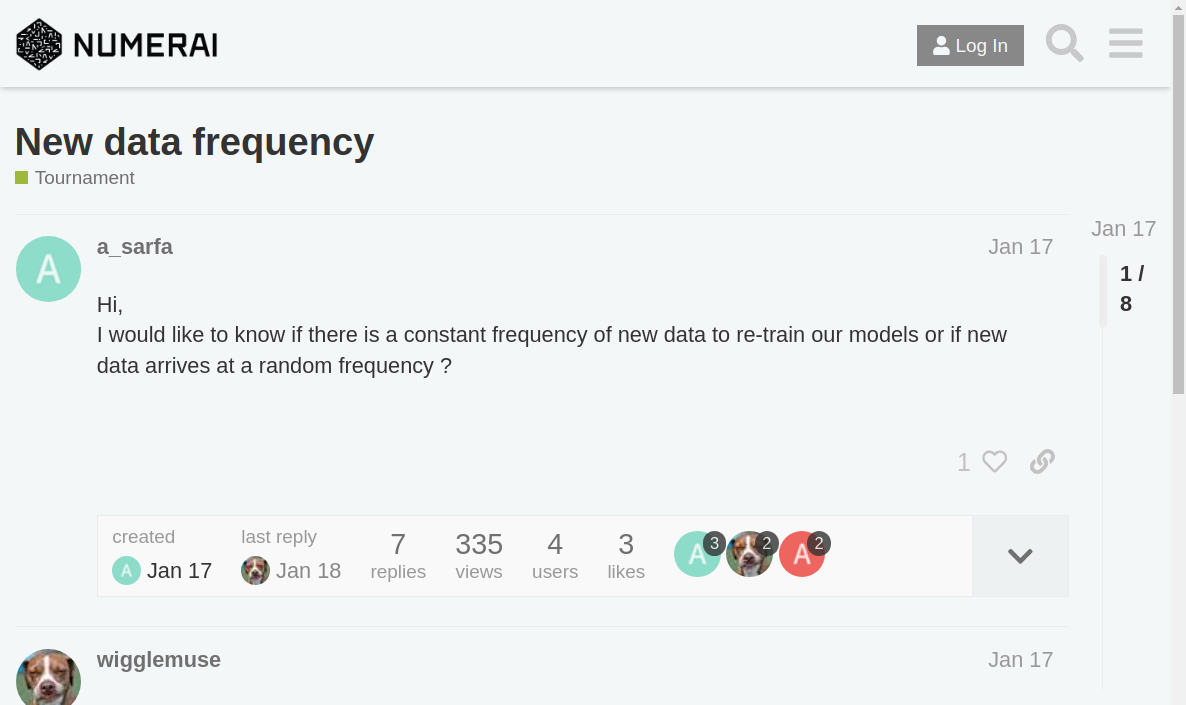 NUMERAI
Log In
New data frequency
Tournament
a_sarfa
Jan 17
Jan 17
1 /
8
Hi,
I would like to know if there is a constant frequency of new data to re-train our models or if new
data arrives at a random frequency ?
1
created
A Jan 17
last reply
Jan 18
7
replies
335
views
4
users
3
likes
A 3
2
A 2
wigglemuse
Jan 17
A